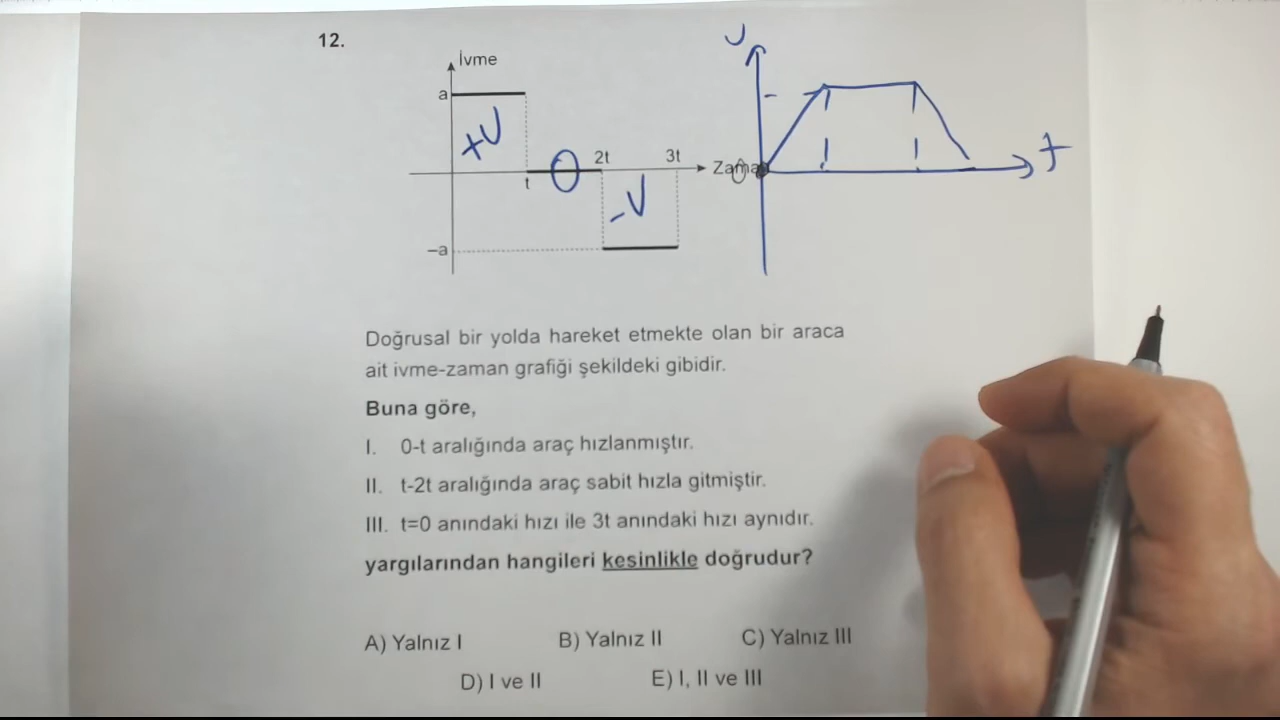 12.
İvme
a
+V
0
2t
3t
Zaman
t
-V
-a
υ
0
t
Doğrusal bir yolda hareket etmekte olan bir araca
ait ivme-zaman grafiği şekildeki gibidir.
Buna göre,
I. 0-t aralığında araç hızlanmıştır.
II. t-2t aralığında araç sabit hızla gitmiştir.
III. t=0 anındaki hızı ile 3t anındaki hızı aynıdır.
yargılarından hangileri kesinlikle doğrudur?
A) Yalnız I B) Yalnız II C) Yalnız III
D) I ve II E) I, II ve III